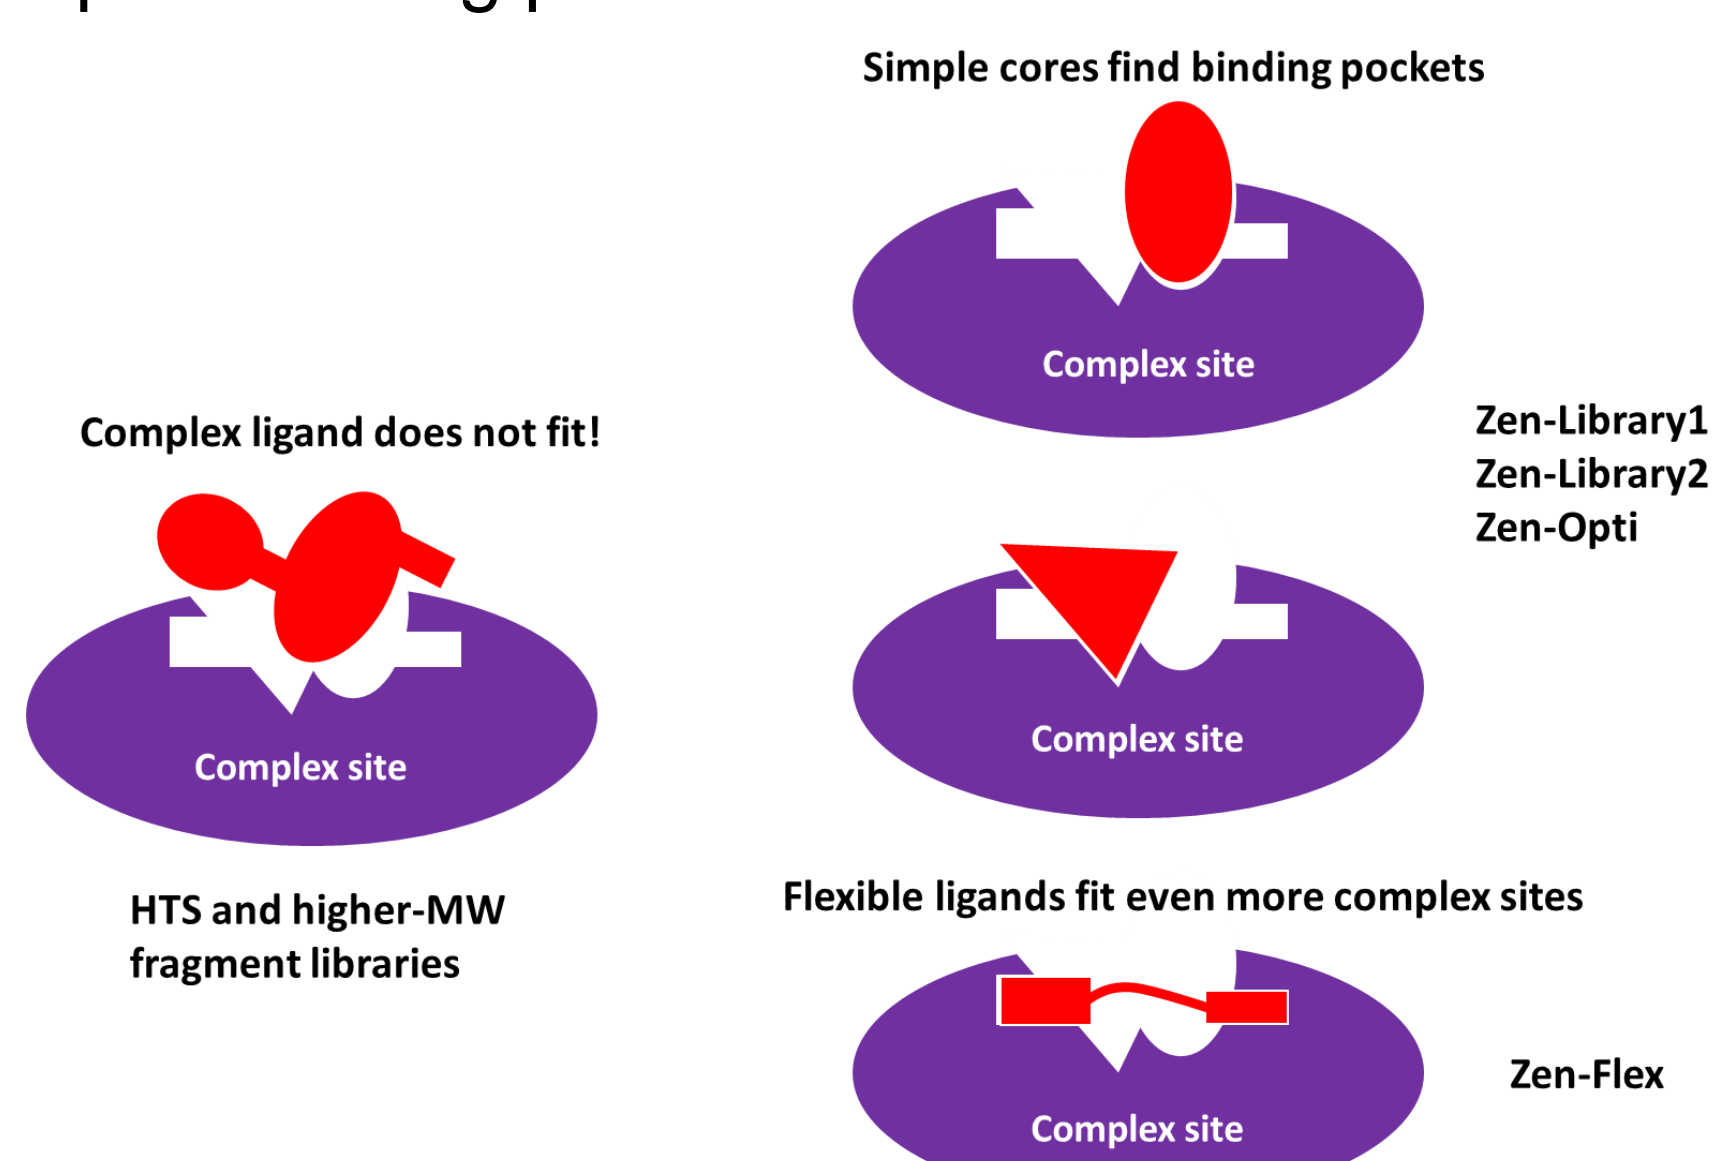 Simple cores find binding pockets
Complex site
Zen-Library1
Zen-Library2
Zen-Opti
Complex ligand does not fit!
Complex site
Complex site
HTS and higher-MW
fragment libraries
Flexible ligands fit even more complex sites
Zen-Flex
Complex site